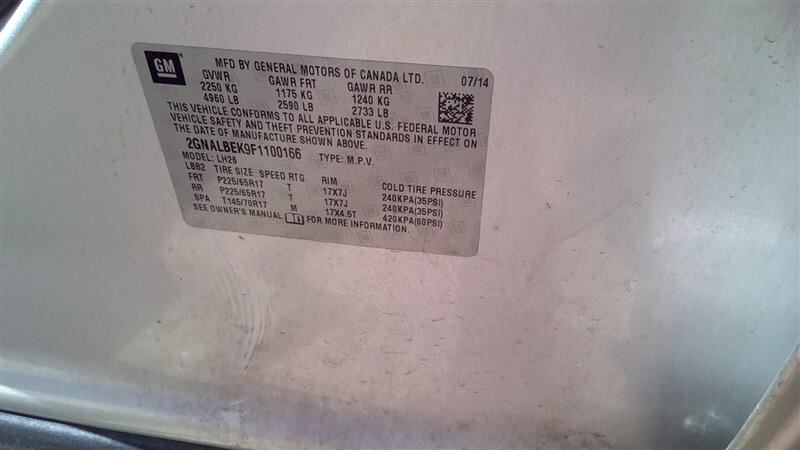 GM
MFD BY GENERAL MOTORS OF CANADA LTD. 07/14
GVWR GAWR FRT GAWR RR
2250 KG 1175 KG 1240 KG
4960 LB 2590 LB 2733 LB
THIS VEHICLE CONFORMS TO ALL APPLICABLE U.S. FEDERAL MOTOR
VEHICLE SAFETY AND THEFT PREVENTION STANDARDS IN EFFECT ON
THE DATE OF MANUFACTURE SHOWN ABOVE.
2GNALBEK9F1100166 TYPE: M.P.V.
MODEL: LH26
LBB2 TIRE SIZE SPEED RTG RIM COLD TIRE PRESSURE
FRT P225/65R17 T 17X7J 240KPA(35PSI)
RR P225/65R17 T 17X7J 240KPA(35PSI)
SPA T145/70R17 M 17X4.5T 420KPA(60PSI)
SEE OWNER'S MANUAL FOR MORE INFORMATION.